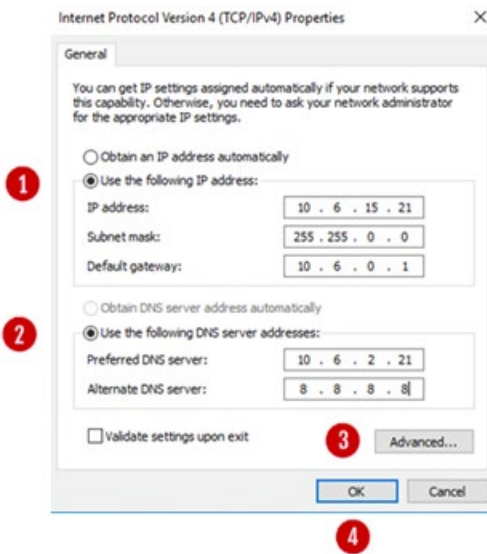 Internet Protocol Version 4 (TCP/IPv4) Properties
General
You can get IP settings assigned automatically if your network supports
this capability. Otherwise, you need to ask your network administrator
for the appropriate IP settings.
Obtain an IP address automatically
1
Use the following IP address:
IP address: 10 . 6 . 15 . 21
Subnet mask: 255 . 255 . 0 . 0
Default gateway: 10 . 6 . 0 . 1
Obtain DNS server address automatically
2
Use the following DNS server addresses:
Preferred DNS server: 10 . 6 . 2 . 21
Alternate DNS server: 8 . 8 . 8 . 8
Validate settings upon exit
3
Advanced...
OK Cancel
4